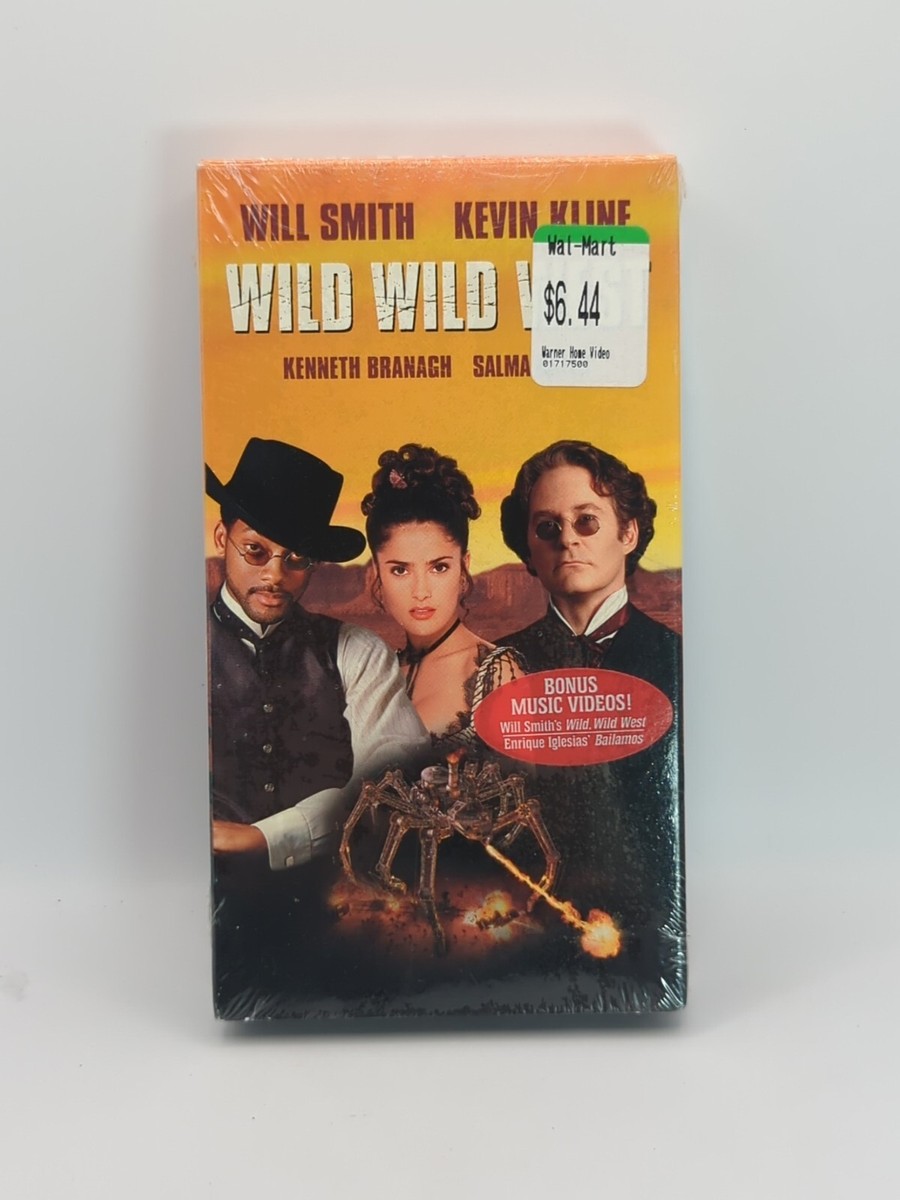 WILL SMITH KEVIN KLINE
Wal-Mart
WILD WILD WEST
$6.44
KENNETH BRANAGH SALMA
Warner Home Video
01717500
BONUS
MUSIC VIDEOS!
Will Smith's Wild, Wild West
Enrique Iglesias' Bailamos